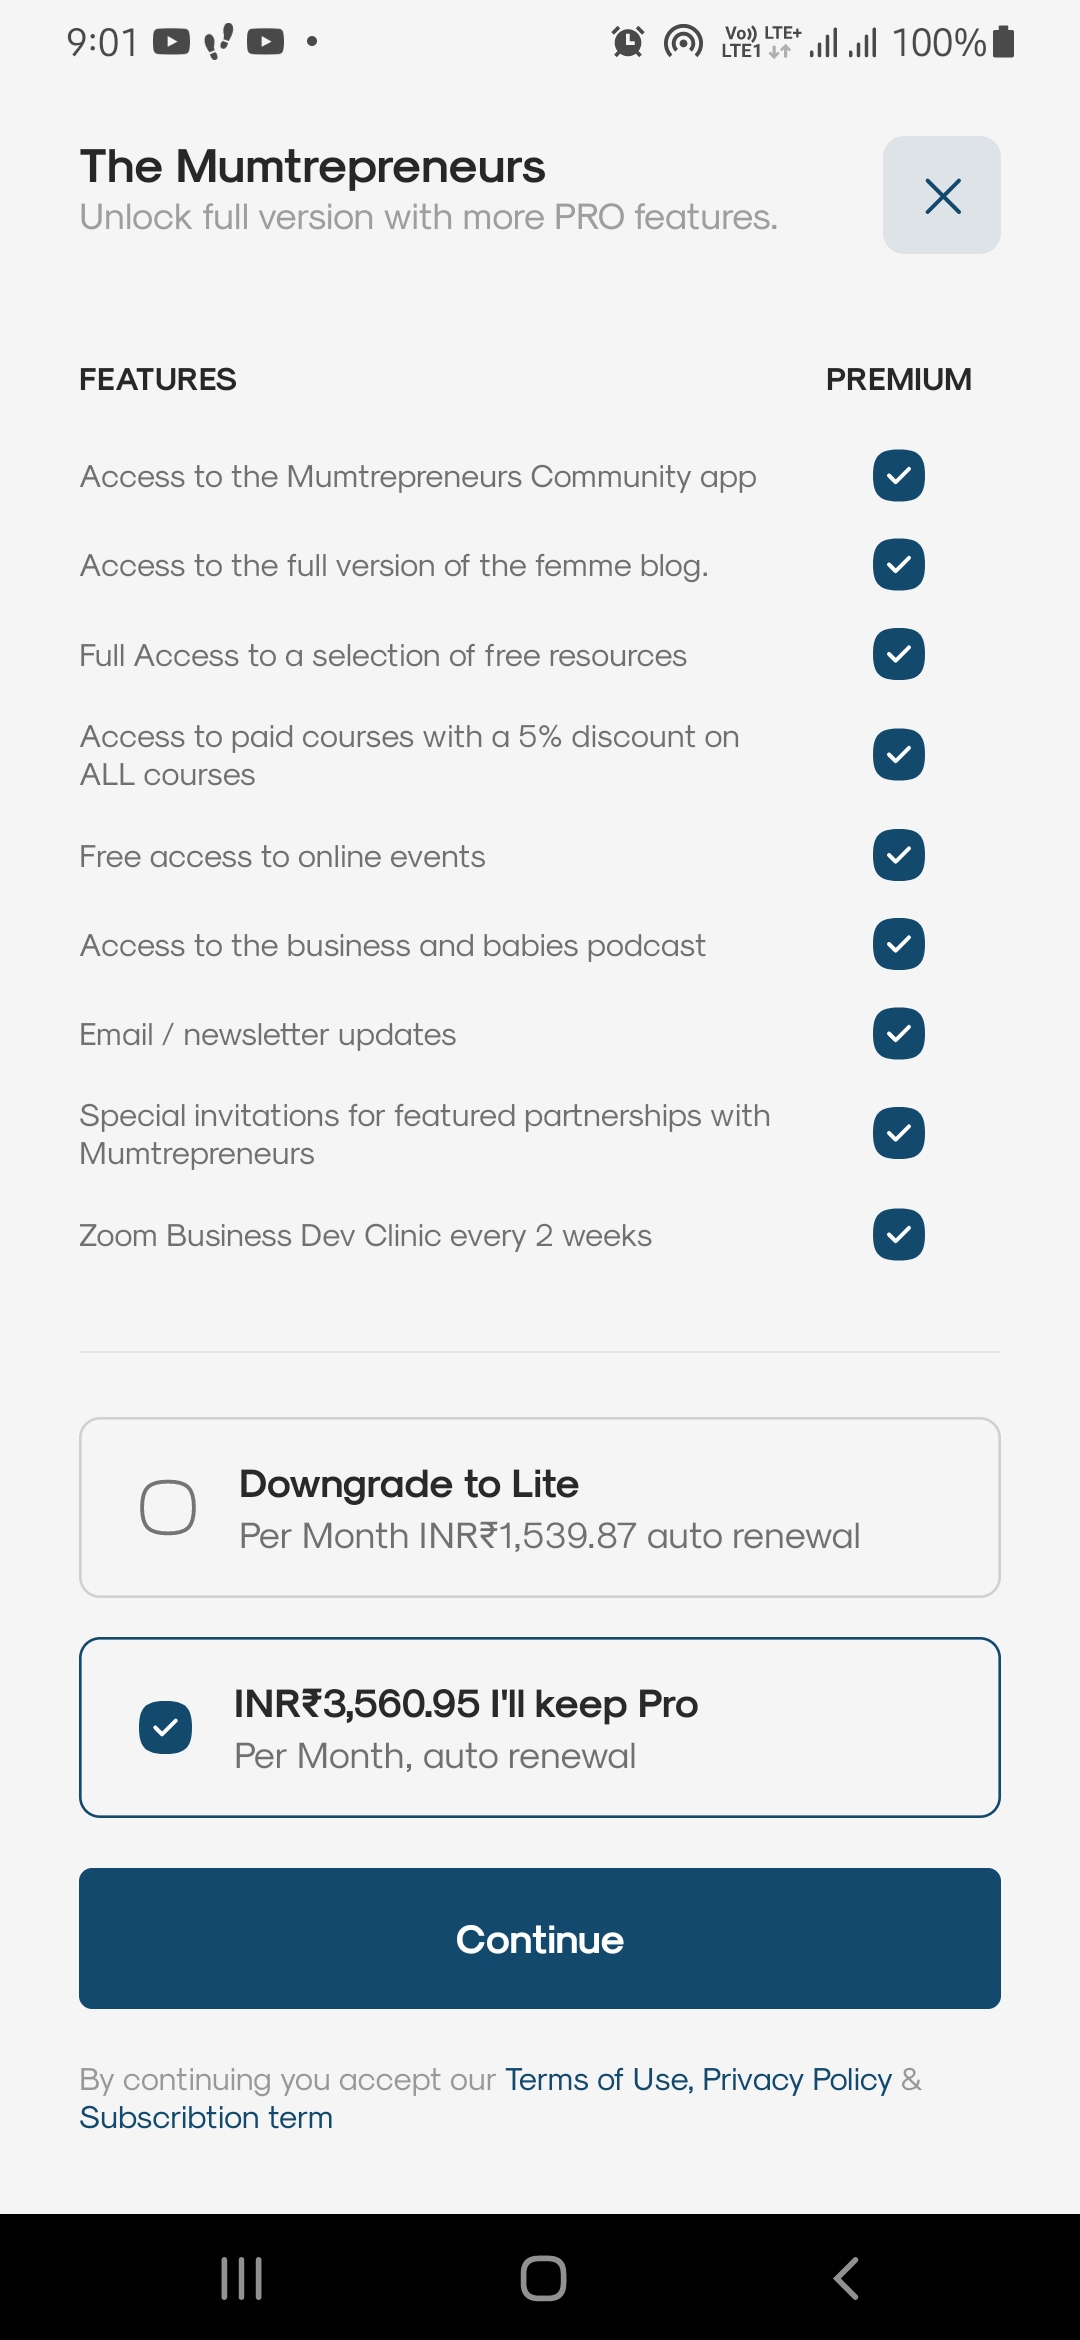 9:01
Vo)) LTE+
LTE1
100%
The Mumtrepreneurs
Unlock full version with more PRO features.
FEATURES PREMIUM
Access to the Mumtrepreneurs Community app
Access to the full version of the femme blog.
Full Access to a selection of free resources
Access to paid courses with a 5% discount on
ALL courses
Free access to online events
Access to the business and babies podcast
Email / newsletter updates
Special invitations for featured partnerships with
Mumtrepreneurs
Zoom Business Dev Clinic every 2 weeks
Downgrade to Lite
Per Month INR₹1,539.87 auto renewal
INR₹3,560.95 I'll keep Pro
Per Month, auto renewal
Continue
By continuing you accept our Terms of Use, Privacy Policy &
Subscribtion term